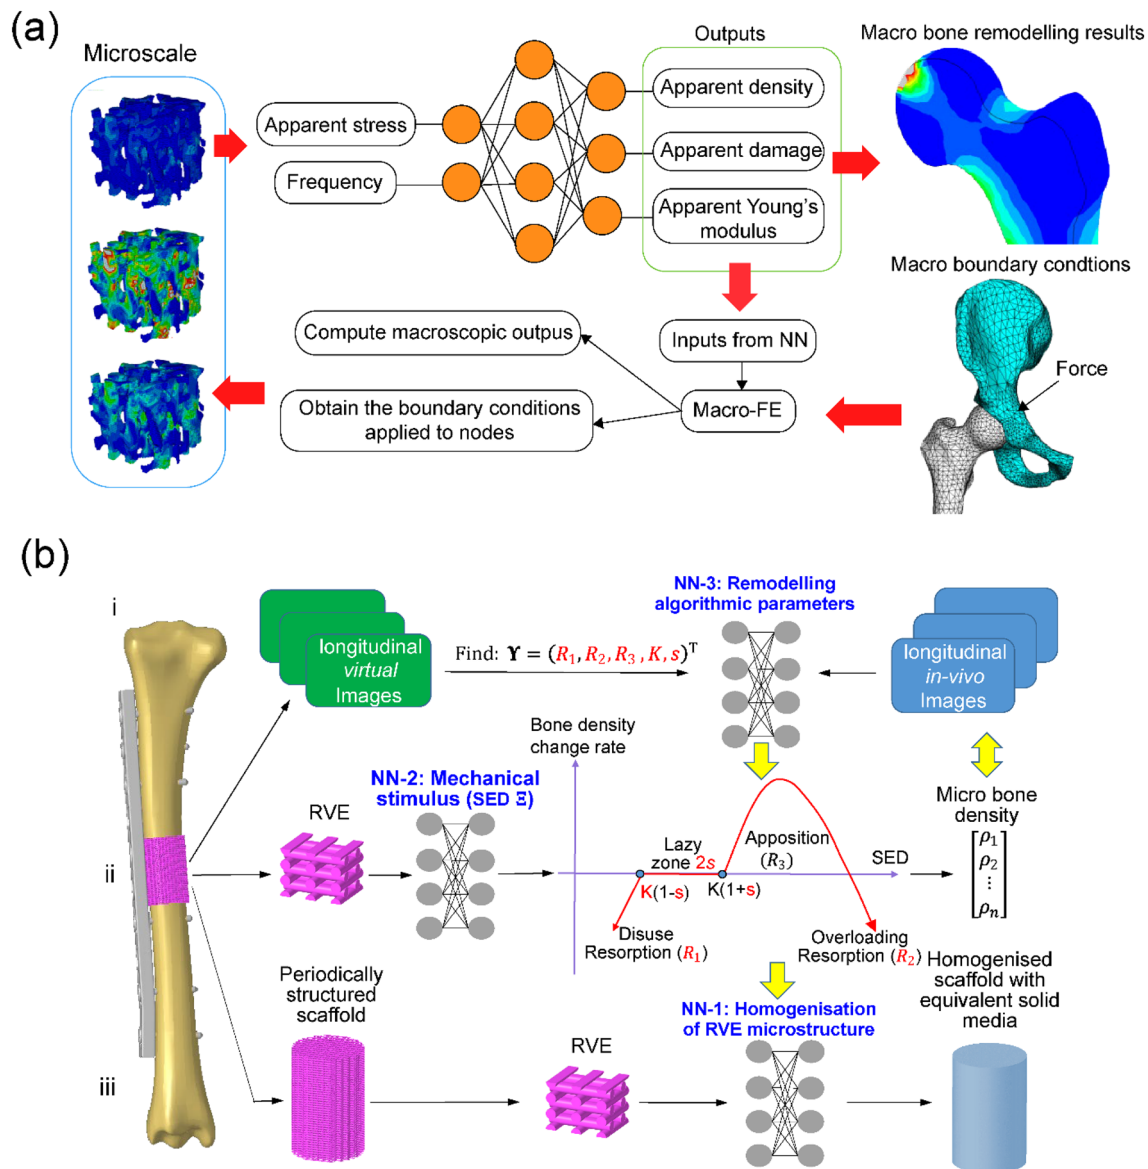 (a)
Microscale
Outputs
Macro bone remodelling results
Apparent stress
Frequency
Apparent density
Apparent damage
Apparent Young's
modulus
Macro boundary condtions
Compute macroscopic outpus
Inputs from NN
Force
Obtain the boundary conditions
applied to nodes
Macro-FE
(b)
i
ii
iii
longitudinal
virtual
Images
Find: ϒ = (R₁, R₂, R₃, K, s)ᵀ
NN-3: Remodelling
algorithmic parameters
longitudinal
in-vivo
Images
Bone density
change rate
NN-2: Mechanical
stimulus (SED Ξ)
RVE
Lazy
zone 2s
Apposition
(R₃)
SED
K(1-s)
K(1+s)
Disuse
Resorption (R₁)
Overloading
Resorption (R₂)
Micro bone
density
ρ₁
ρ₂
⋮
ρₙ
Periodically
structured
scaffold
RVE
NN-1: Homogenisation
of RVE microstructure
Homogenised
scaffold with
equivalent solid
media